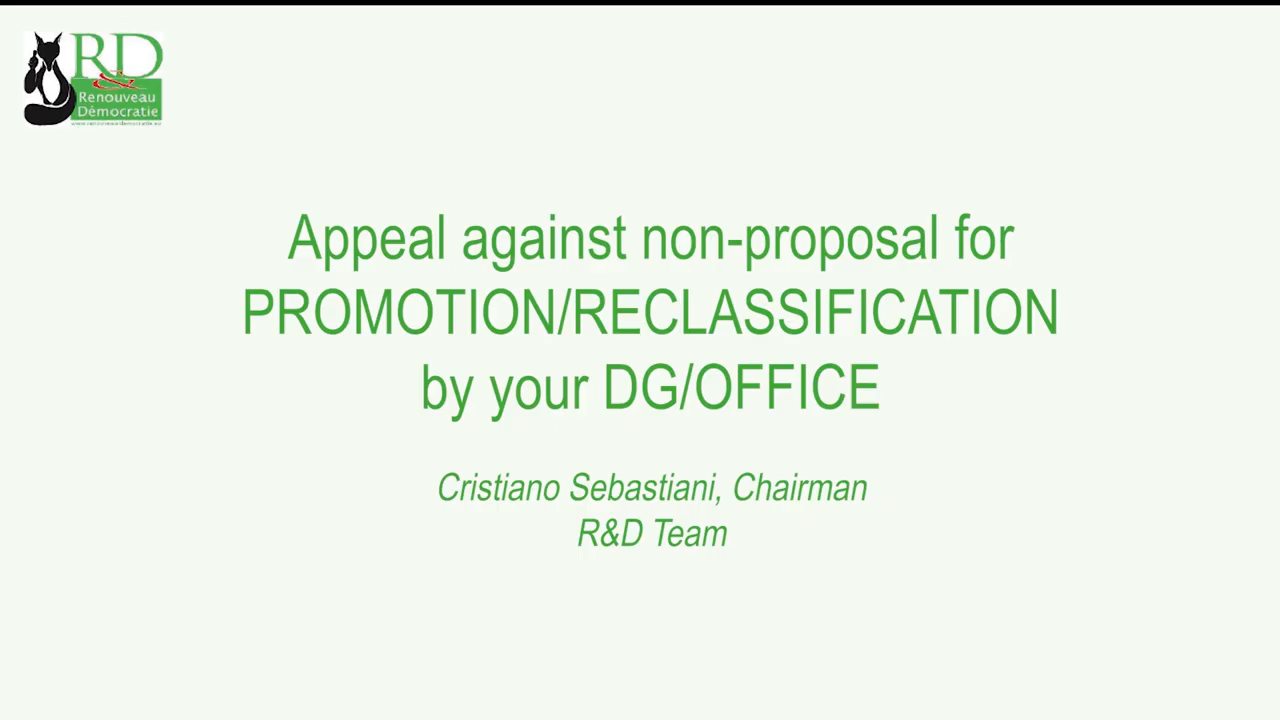 R&D
Renouveau
Démocratie
Appeal against non-proposal for
PROMOTION/RECLASSIFICATION
by your DG/OFFICE
Cristiano Sebastiani, Chairman
R&D Team